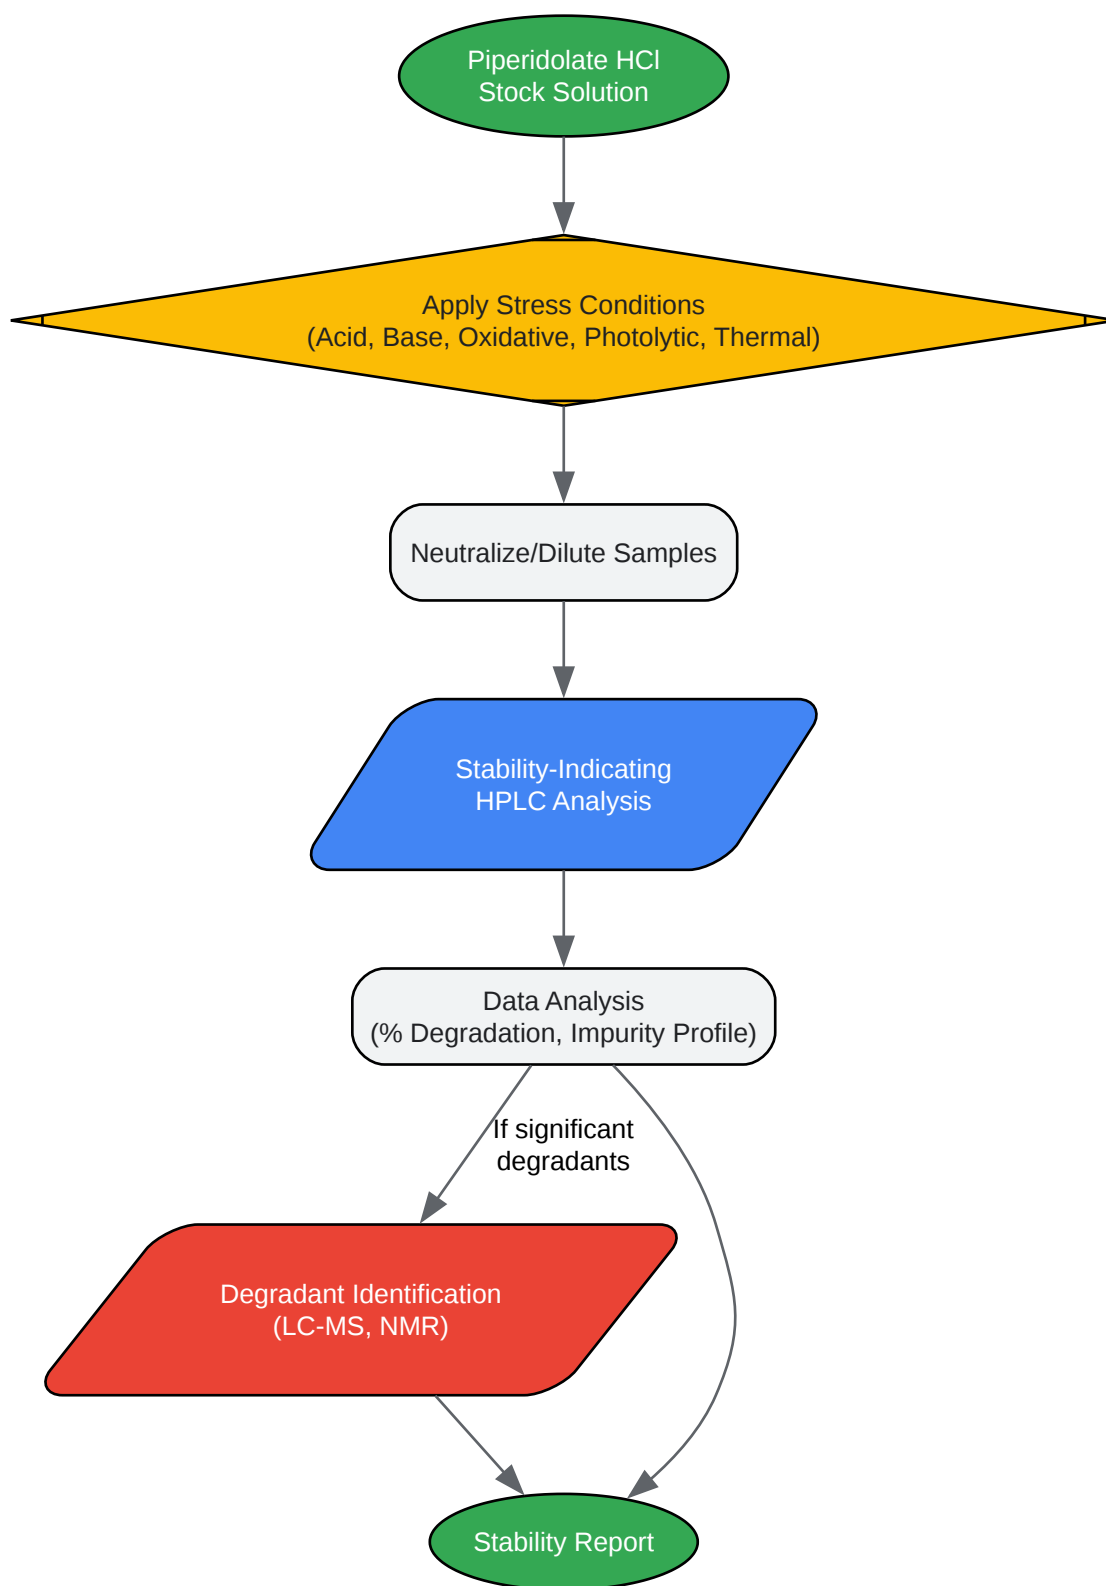 Piperidolate HCl
Stock Solution
Apply Stress Conditions
(Acid, Base, Oxidative, Photolytic, Thermal)
Neutralize/Dilute Samples
Stability-Indicating
HPLC Analysis
Data Analysis
(% Degradation, Impurity Profile)
If significant
degradants
Degradant Identification
(LC-MS, NMR)
Stability Report